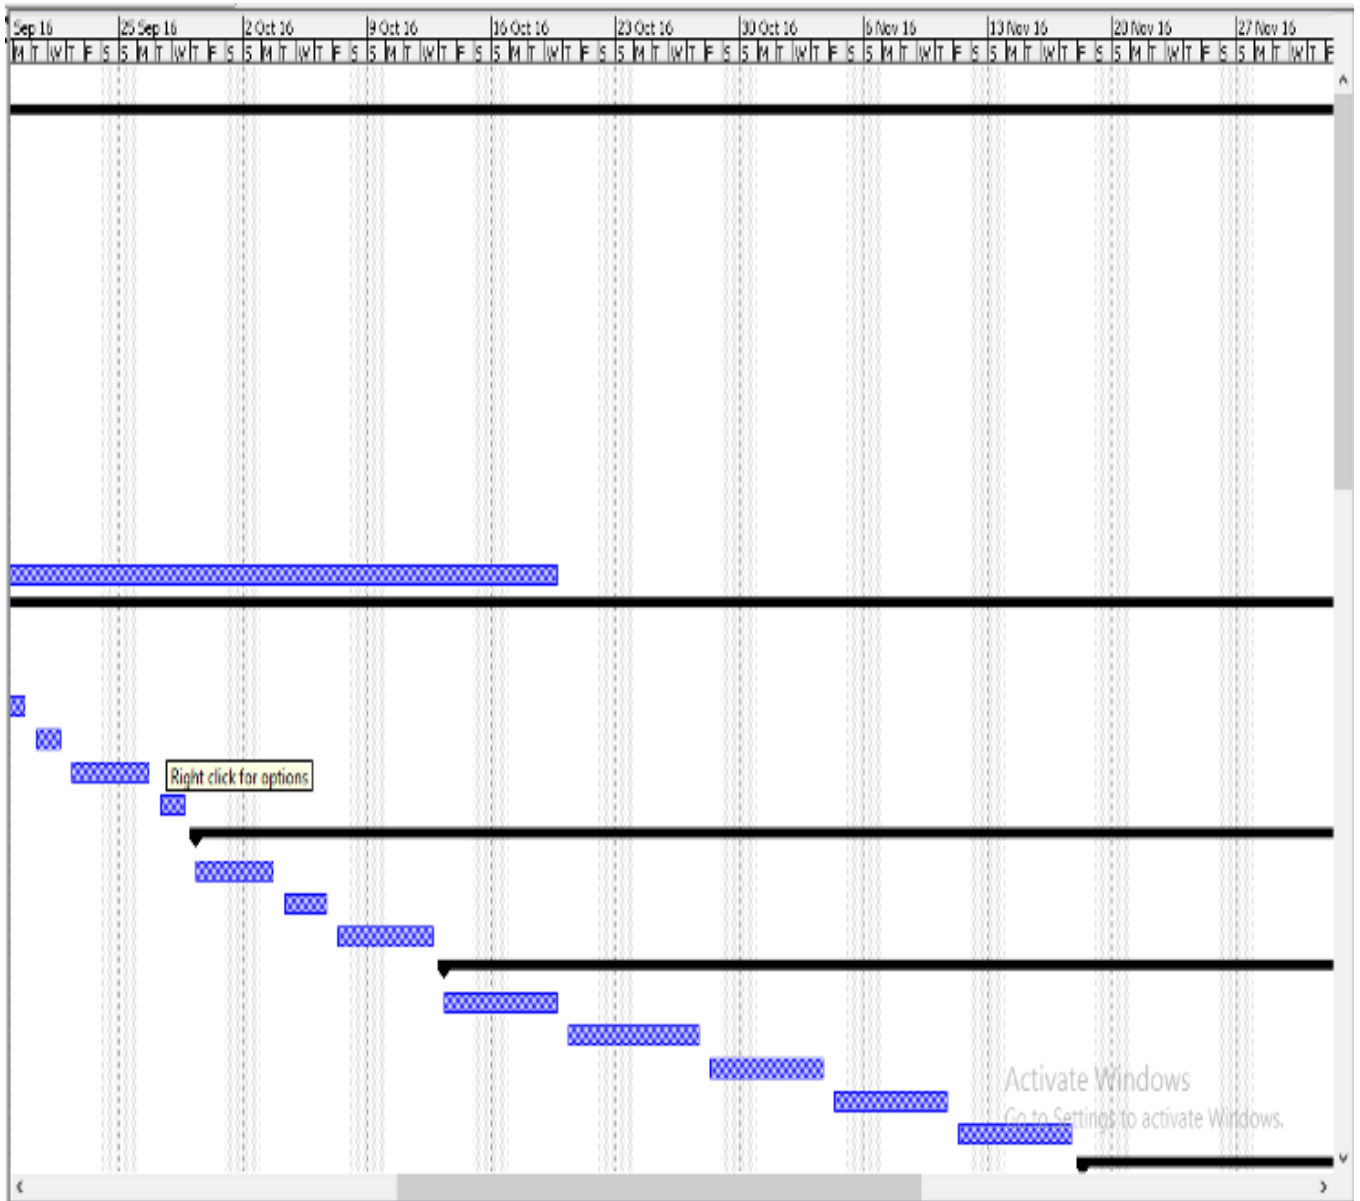 Sep 16 25 Sep 16 2 Oct 16 9 Oct 16 16 Oct 16 23 Oct 16 30 Oct 16 6 Nov 16 13 Nov 16 20 Nov 16 27 Nov 16
M T W T F S S M T W T F S S M T W T F S S M T W T F S S M T W T F S S M T W T F S S M T W T F S S M T W T F S S M T W T F S S M T W T F S S M T W T F
Right click for options
Activate Windows
Go to Settings to activate Windows.